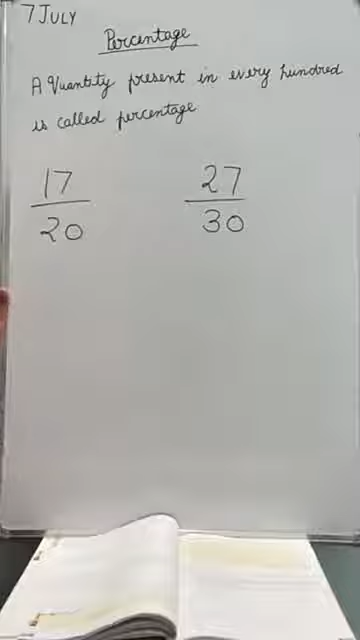 7 JULY
Percentage
A Quantity present in every hundred
is called percentage
17 27
20 30